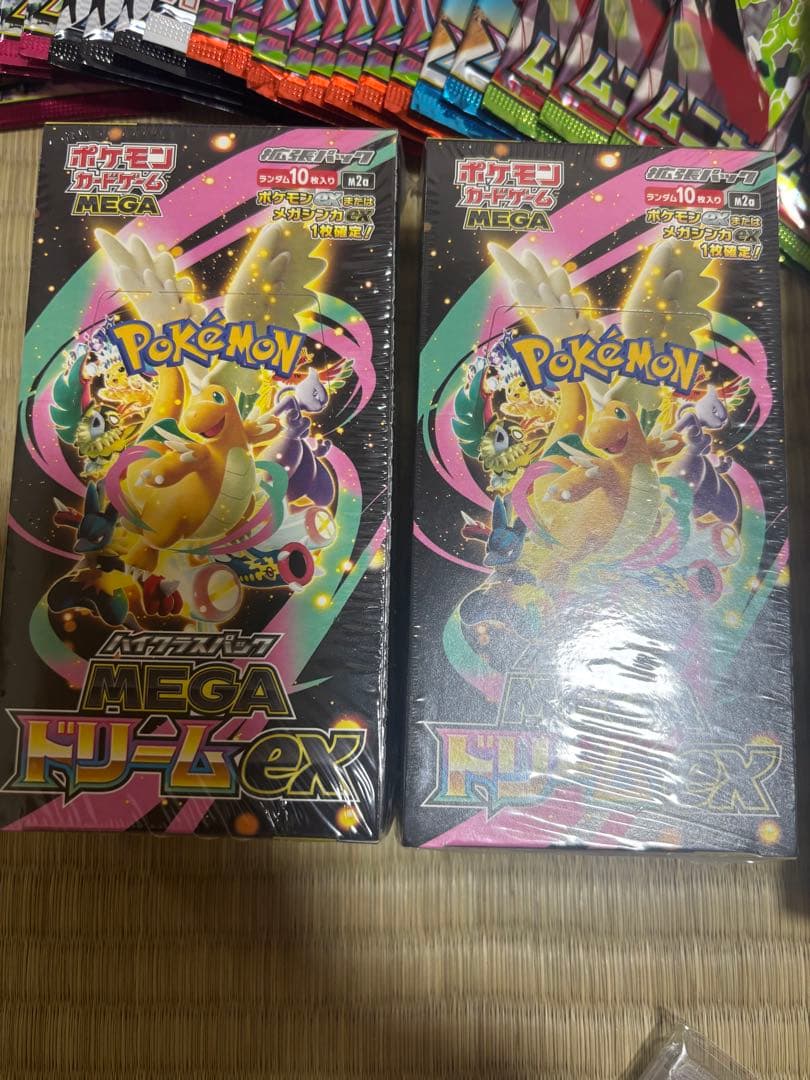 ポケモン
カードゲーム
MEGA
拡張パック
ランダム10枚入り
M2a
ポケモンexまたは
メガシンカex
1枚確定!
POKéMON
ハイクラスパック
MEGA
ドリームex
ポケモン
カードゲーム
MEGA
拡張パック
ランダム10枚入り
M2a
ポケモンexまたは
メガシンカex
1枚確定!
POKéMON
MEGA
ドリームex